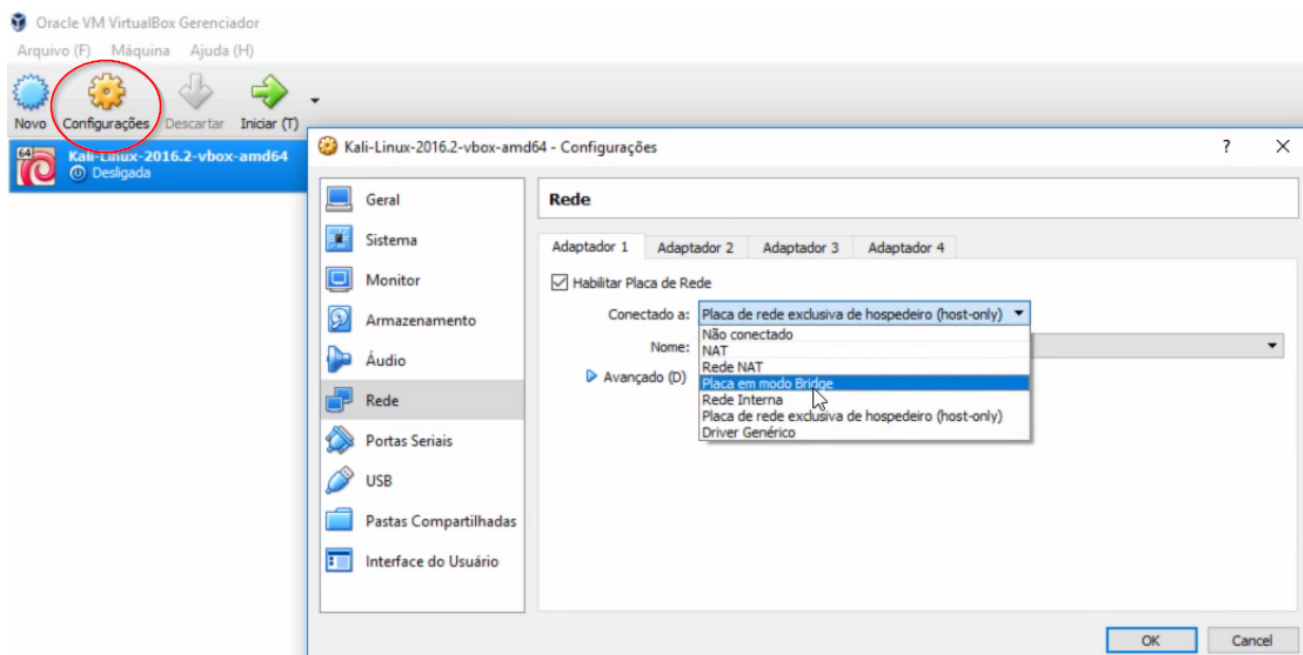 Oracle VM VirtualBox Gerenciador
Arquivo (F) Máquina Ajuda (H)
Novo Configurações Descartar Iniciar (T)
64 Kali-Linux-2016.2-vbox-amd64
Desligada
Kali-Linux-2016.2-vbox-amd64 - Configurações
Geral
Sistema
Monitor
Armazenamento
Áudio
Rede
Portas Seriais
USB
Pastas Compartilhadas
Interface do Usuário
Rede
Adaptador 1 Adaptador 2 Adaptador 3 Adaptador 4
Habilitar Placa de Rede
Conectado a: Placa de rede exclusiva de hospedeiro (host-only)
Não conectado
Nome: NAT
Rede NAT
Avançado (D) Placa em modo Bridge
Rede Interna
Placa de rede exclusiva de hospedeiro (host-only)
Driver Genérico
OK Cancel